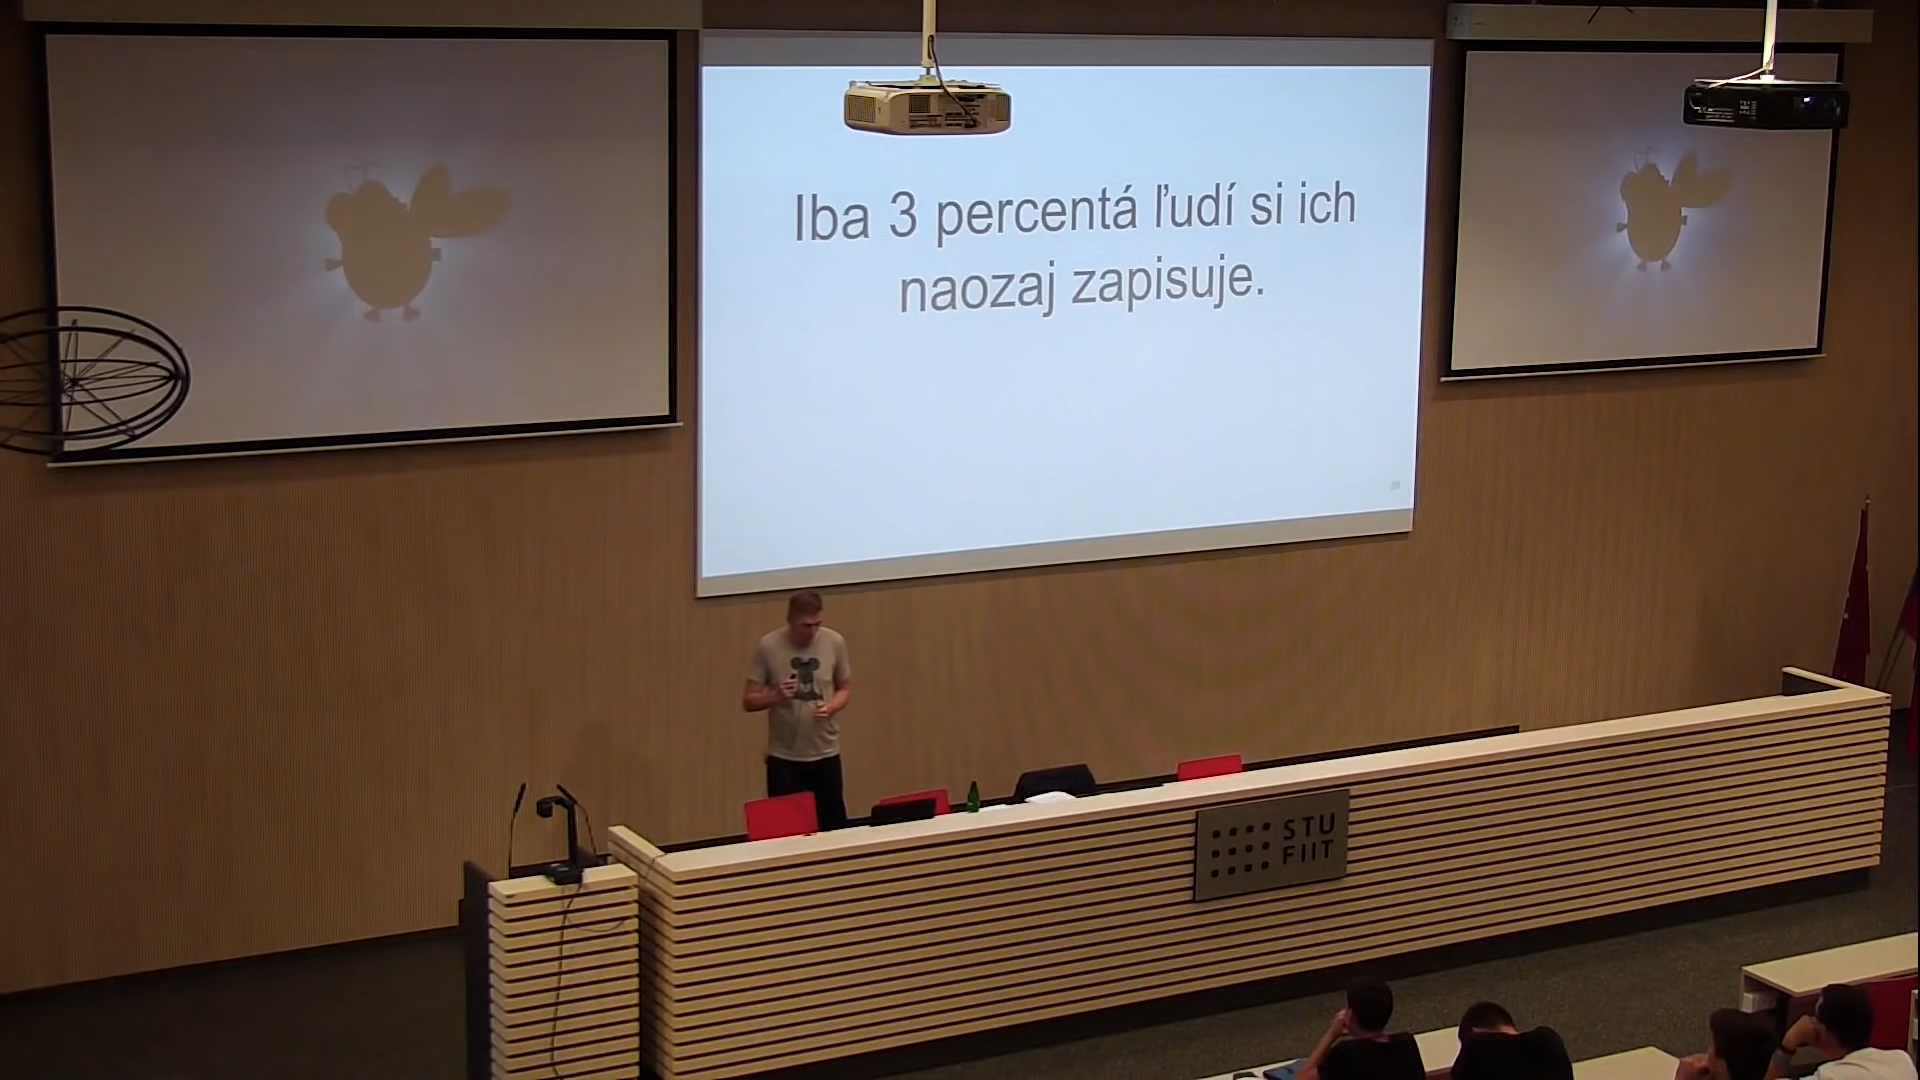 Iba 3 percentá ľudí si ich
naozaj zapisuje.
STU
FIIT